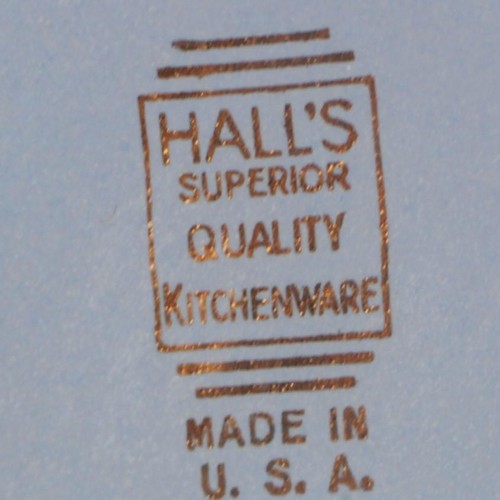 HALL'S
SUPERIOR
QUALITY
KITCHENWARE
MADE IN
U. S. A.